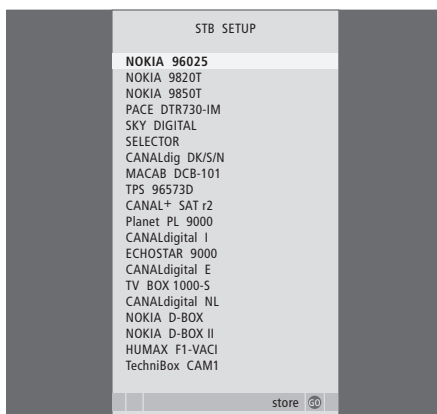 STB SETUP
NOKIA 96025
NOKIA 9820T
NOKIA 9850T
PACE DTR730-IM
SKY DIGITAL
SELECTOR
CANALdig DK/S/N
MACAB DCB-101
TPS 96573D
CANAL+ SAT r2
Planet PL 9000
CANALdigital I
ECHOSTAR 9000
CANALdigital E
TV BOX 1000-S
CANALdigital NL
NOKIA D-BOX
NOKIA D-BOX II
HUMAX F1-VACI
TechniBox CAM1
store GO